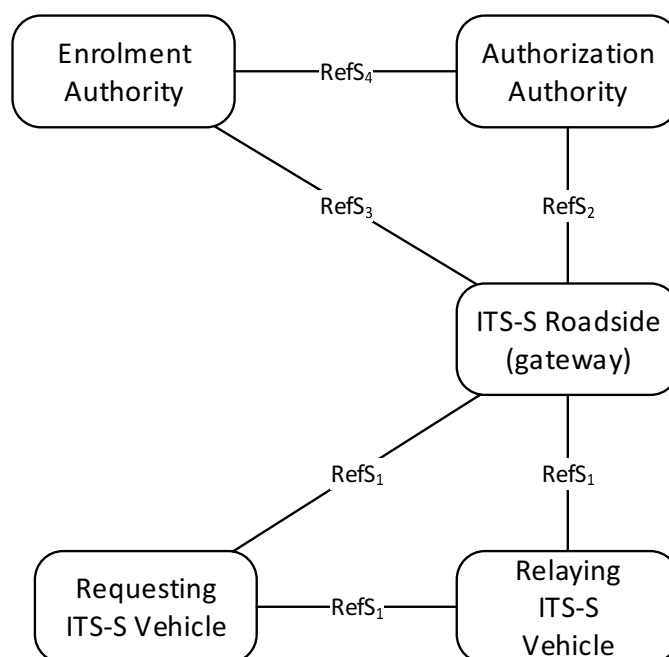 Enrolment
Authority
RefS₄
Authorization
Authority
RefS₃
RefS₂
ITS-S Roadside
(gateway)
RefS₁
RefS₁
Requesting
ITS-S Vehicle
RefS₁
Relaying
ITS-S
Vehicle